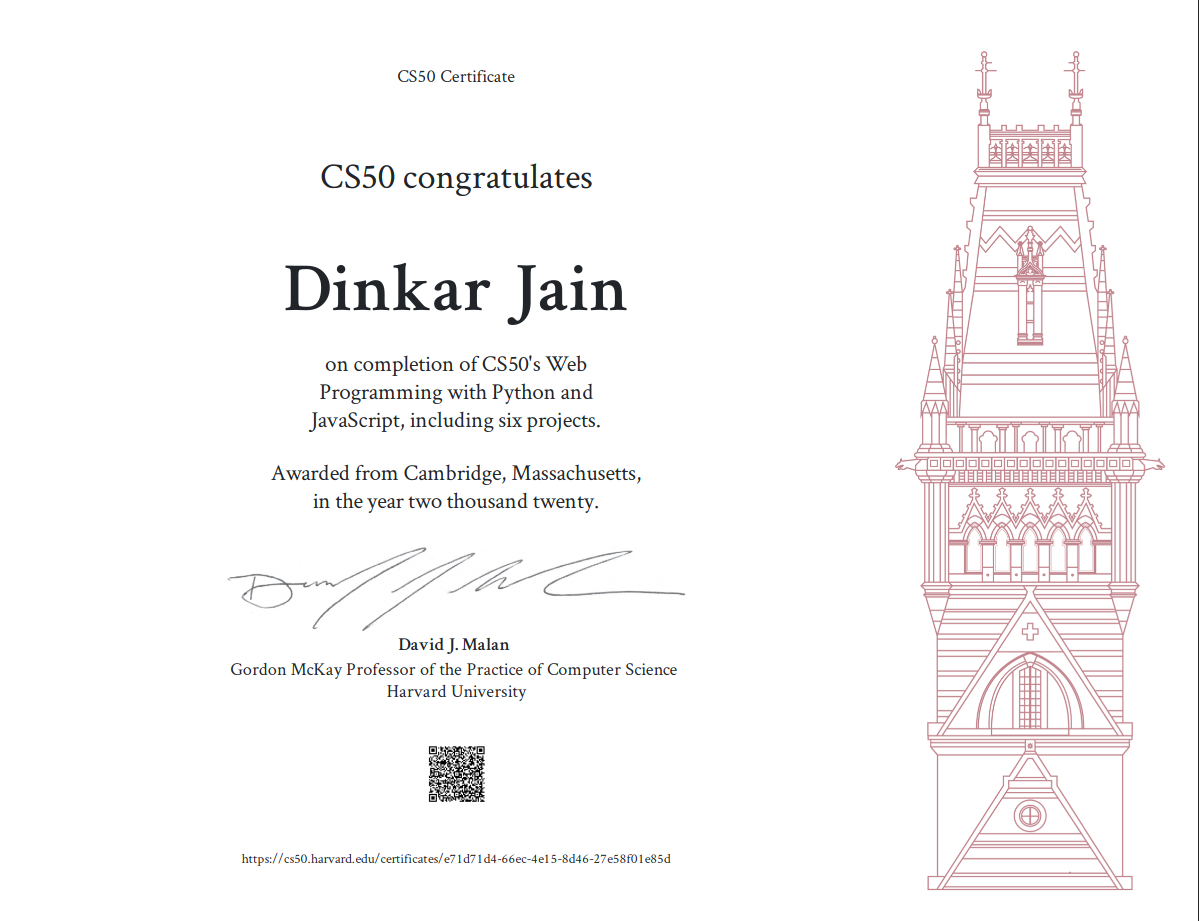 CS50 Certificate
CS50 congratulates
Dinkar Jain
on completion of CS50's Web
Programming with Python and
JavaScript, including six projects.
Awarded from Cambridge, Massachusetts,
in the year two thousand twenty.
David J. Malan
Gordon McKay Professor of the Practice of Computer Science
Harvard University
https://cs50.harvard.edu/certificates/e71d71d4-66ec-4e15-8d46-27e58f01e85d